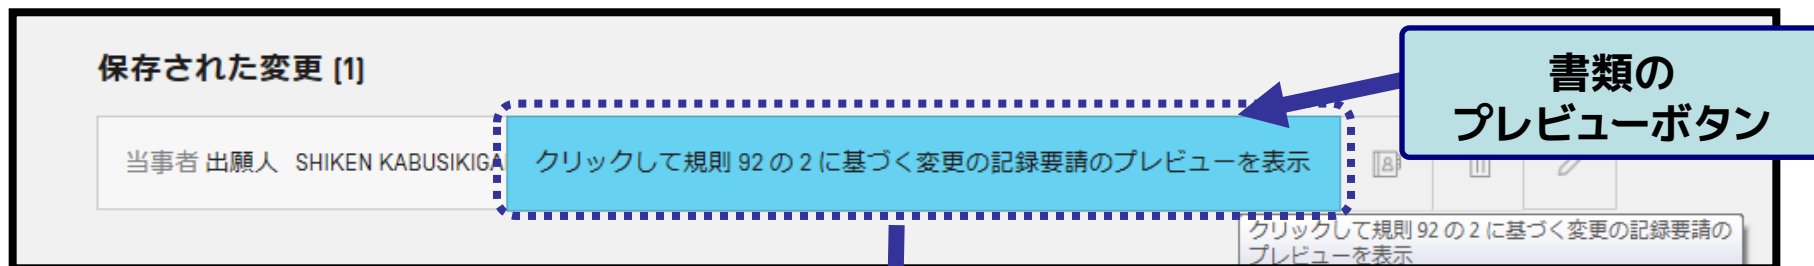 保存された変更 [1]
書類の
プレビューボタン
当事者 出願人 SHIKEN KABUSIKIGA
クリックして規則 92 の 2 に基づく変更の記録要請のプレビューを表示
クリックして規則 92 の 2 に基づく変更の記録要請の
プレビューを表示